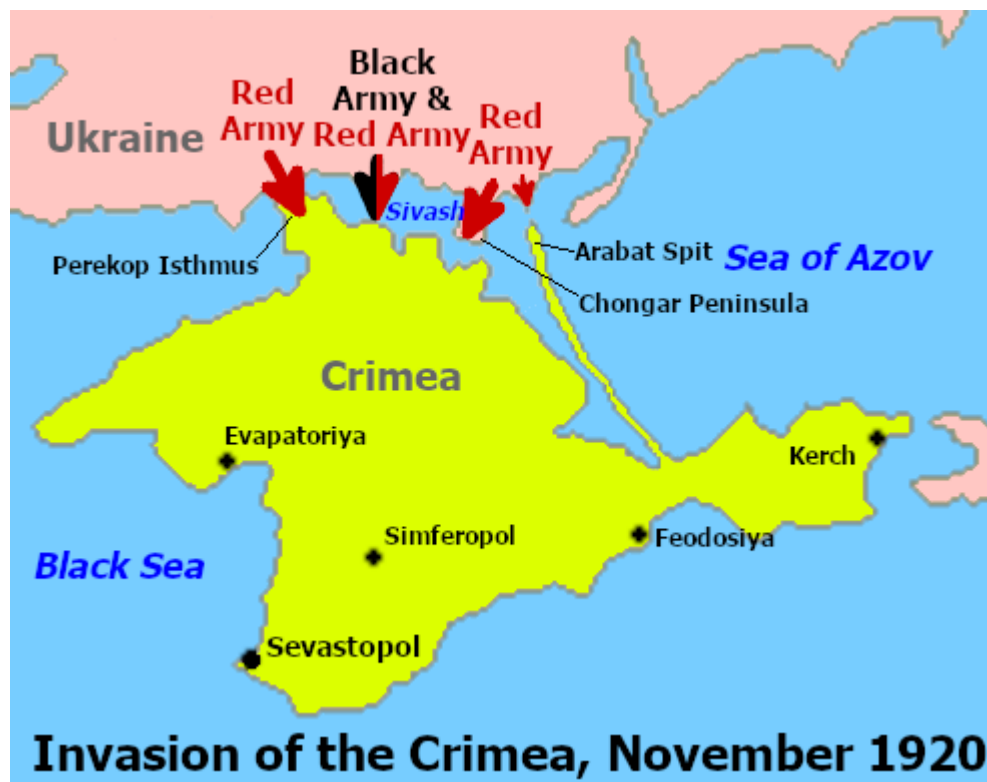 Black
Army &
Red Army
Red
Army
Red
Army
Ukraine
Sivash
Perekop Isthmus
Arabat Spit
Sea of Azov
Chongar Peninsula
Crimea
Evapatoriya
Kerch
Simferopol
Feodosiya
Black Sea
Sevastopol
Invasion of the Crimea, November 1920